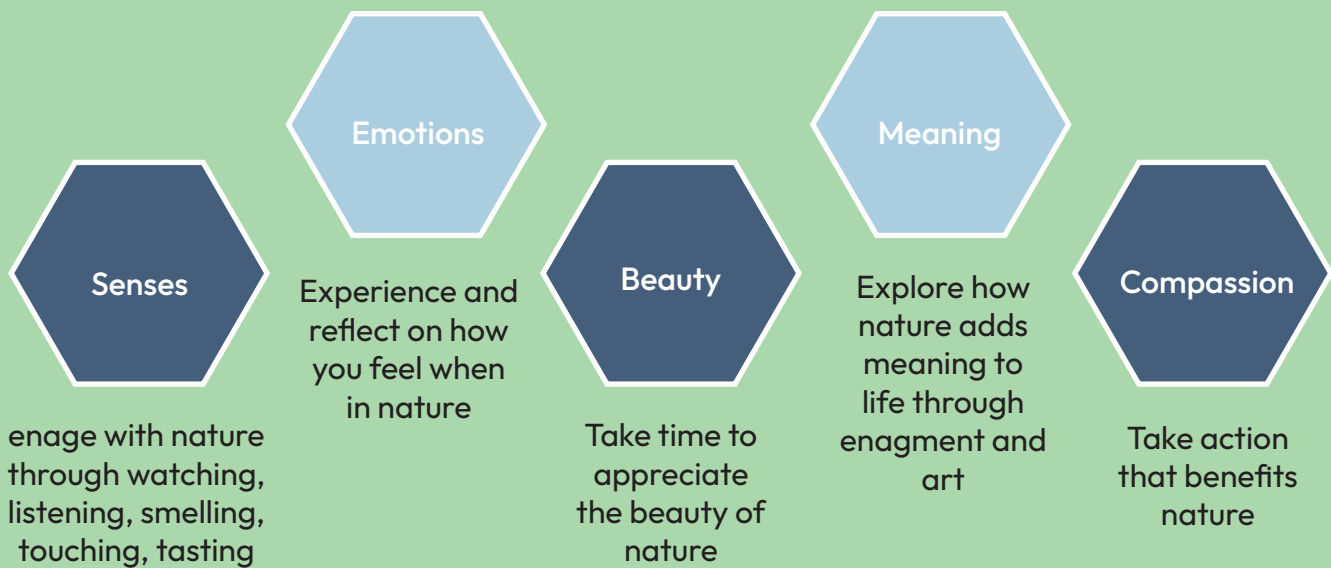 Senses
enage with nature
through watching,
listening, smelling,
touching, tasting
Emotions
Experience and
reflect on how
you feel when
in nature
Beauty
Take time to
appreciate
the beauty of
nature
Meaning
Explore how
nature adds
meaning to
life through
enagment and
art
Compassion
Take action
that benefits
nature